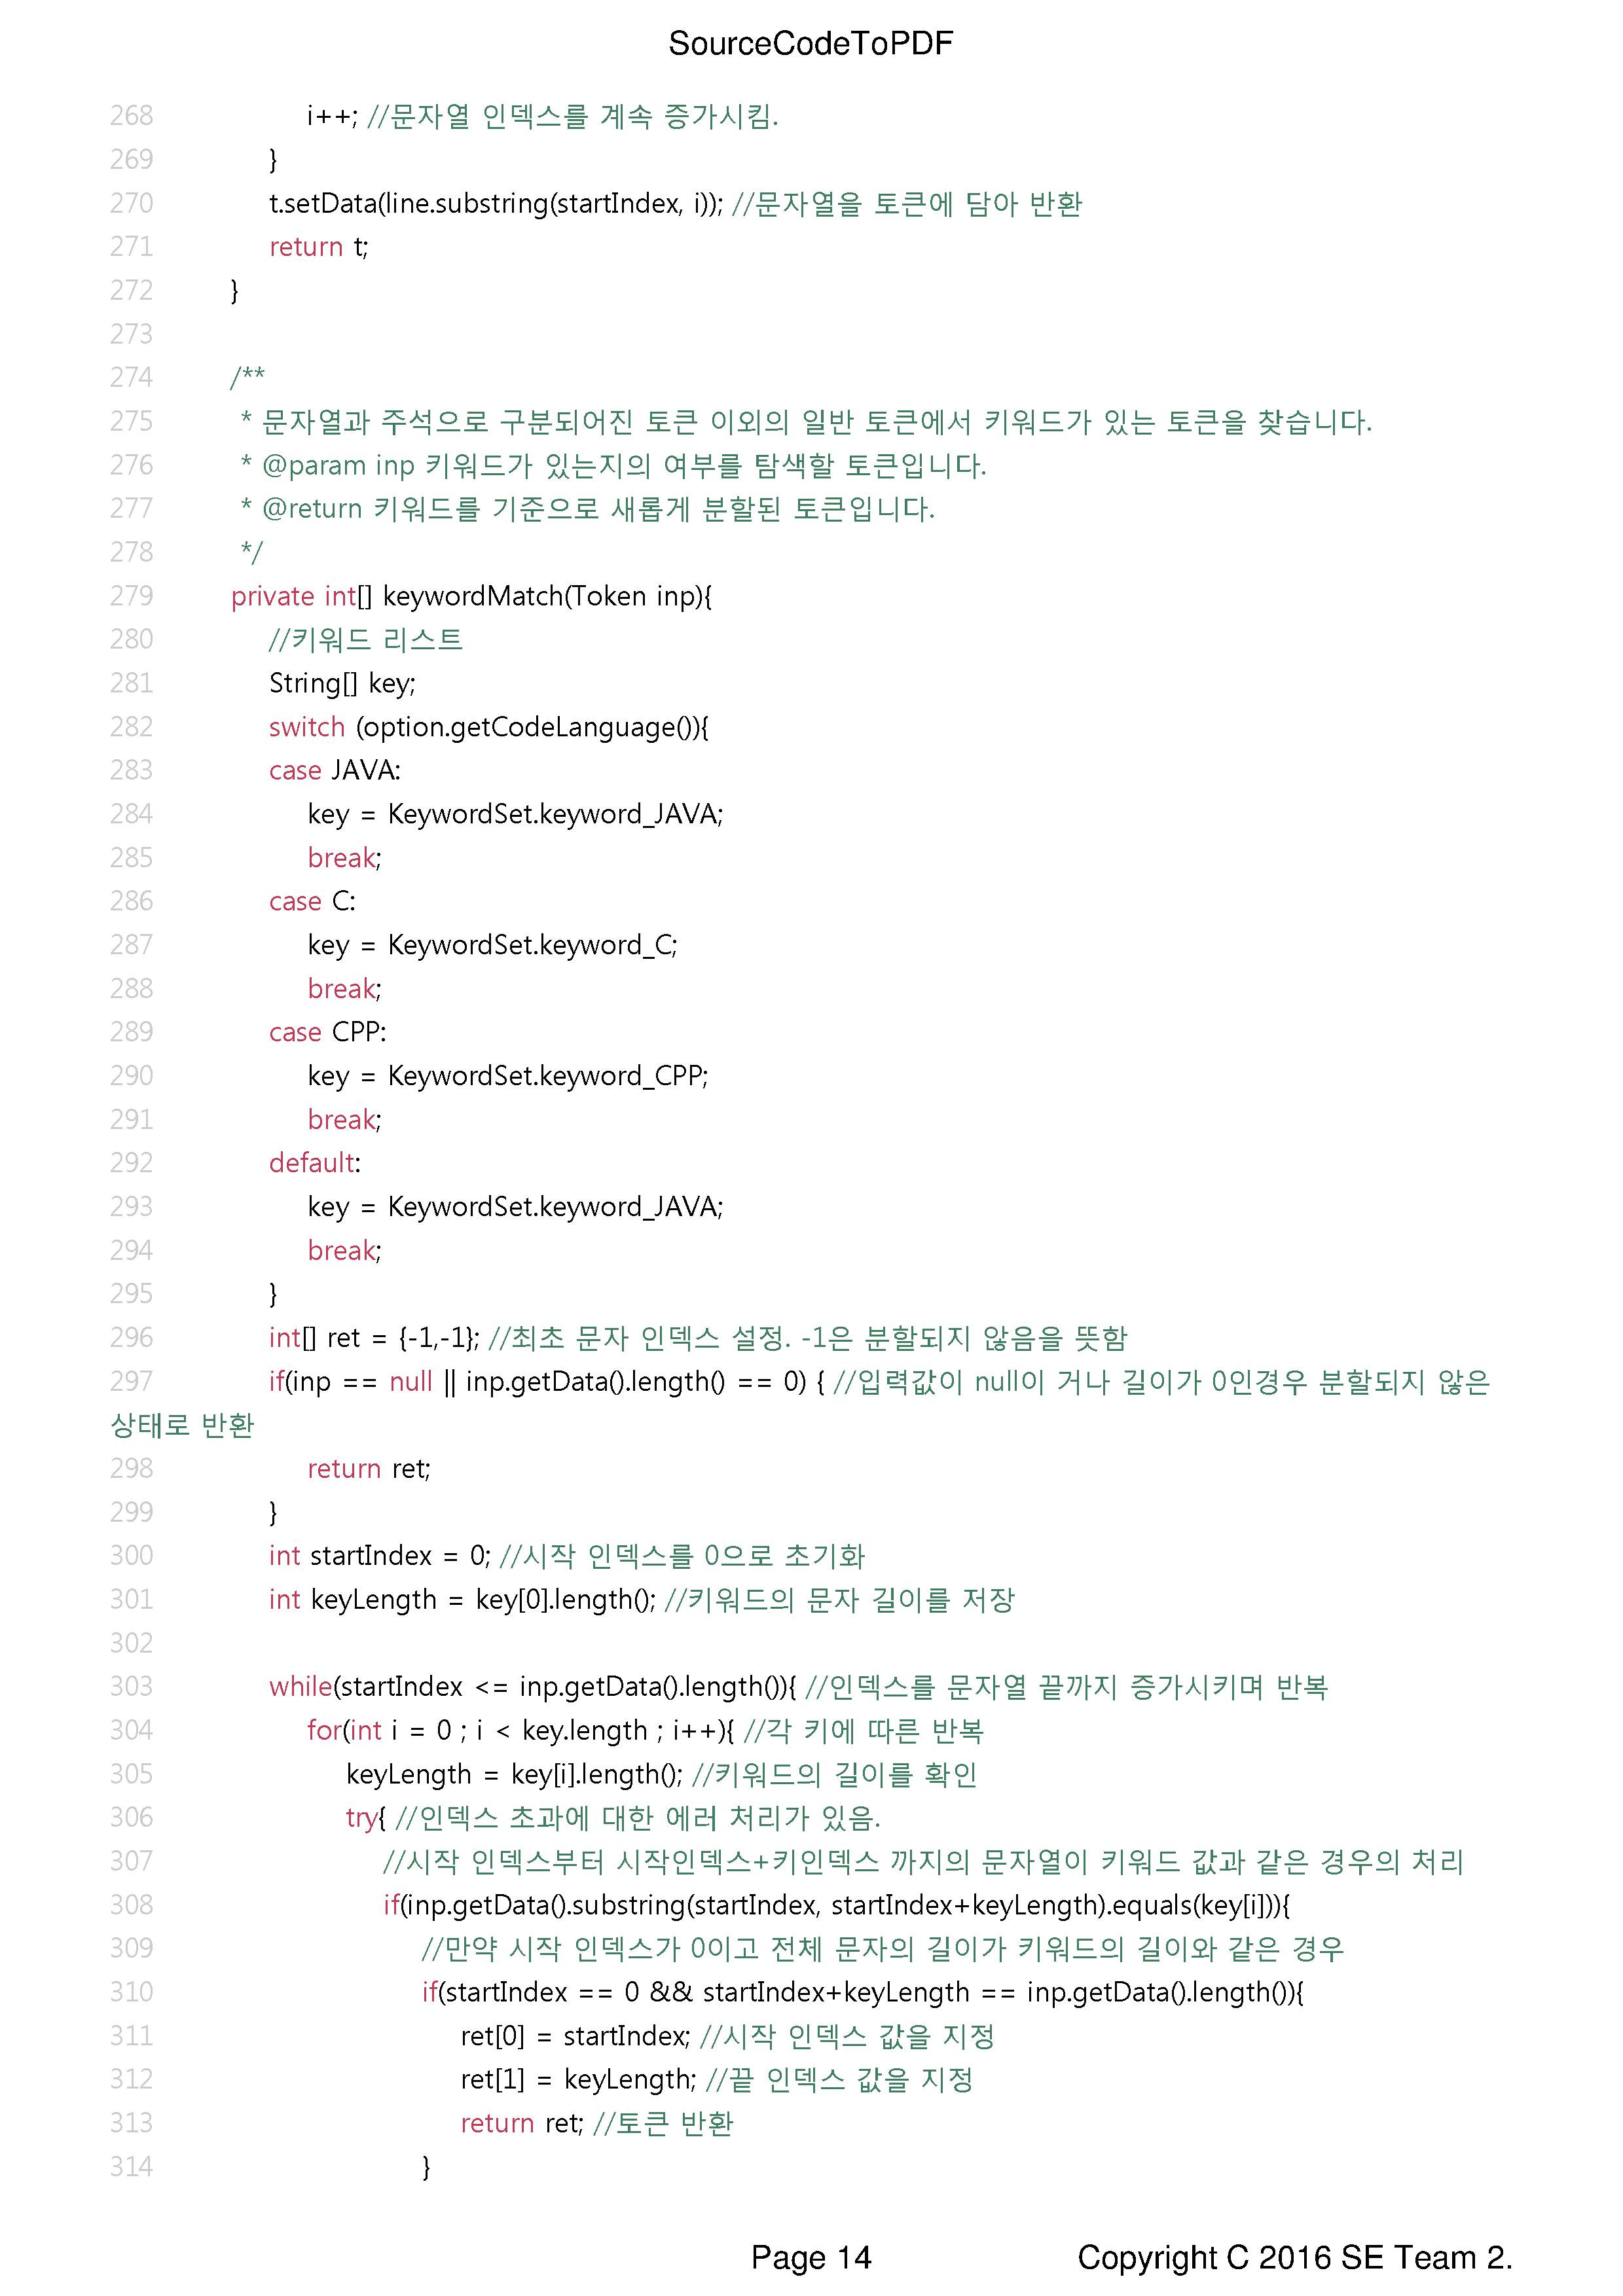 SourceCodeToPDF
268 i++; //문자열 인덱스를 계속 증가시킴.
269 }
270 t.setData(line.substring(startIndex, i)); //문자열을 토큰에 담아 반환
271 return t;
272 }
273
274 /**
275 * 문자열과 주석으로 구분되어진 토큰 이외의 일반 토큰에서 키워드가 있는 토큰을 찾습니다.
276 * @param inp 키워드가 있는지의 여부를 탐색할 토큰입니다.
277 * @return 키워드를 기준으로 새롭게 분할된 토큰입니다.
278 */
279 private int[] keywordMatch(Token inp){
280 //키워드 리스트
281 String[] key;
282 switch (option.getCodeLanguage()){
283 case JAVA:
284 key = KeywordSet.keyword_JAVA;
285 break;
286 case C:
287 key = KeywordSet.keyword_C;
288 break;
289 case CPP:
290 key = KeywordSet.keyword_CPP;
291 break;
292 default:
293 key = KeywordSet.keyword_JAVA;
294 break;
295 }
296 int[] ret = {-1,-1}; //최초 문자 인덱스 설정. -1은 분할되지 않음을 뜻함
297 if(inp == null || inp.getData().length() == 0) { //입력값이 null이 거나 길이가 0인경우 분할되지 않은
상태로 반환
298 return ret;
299 }
300 int startIndex = 0; //시작 인덱스를 0으로 초기화
301 int keyLength = key[0].length(); //키워드의 문자 길이를 저장
302
303 while(startIndex <= inp.getData().length()){ //인덱스를 문자열 끝까지 증가시키며 반복
304 for(int i = 0 ; i < key.length ; i++){ //각 키에 따른 반복
305 keyLength = key[i].length(); //키워드의 길이를 확인
306 try{ //인덱스 초과에 대한 에러 처리가 있음.
307 //시작 인덱스부터 시작인덱스+키인덱스 까지의 문자열이 키워드 값과 같은 경우의 처리
308 if(inp.getData().substring(startIndex, startIndex+keyLength).equals(key[i])){
309 //만약 시작 인덱스가 0이고 전체 문자의 길이가 키워드의 길이와 같은 경우
310 if(startIndex == 0 && startIndex+keyLength == inp.getData().length()){
311 ret[0] = startIndex; //시작 인덱스 값을 지정
312 ret[1] = keyLength; //끝 인덱스 값을 지정
313 return ret; //토큰 반환
314 }
Page 14 Copyright C 2016 SE Team 2.